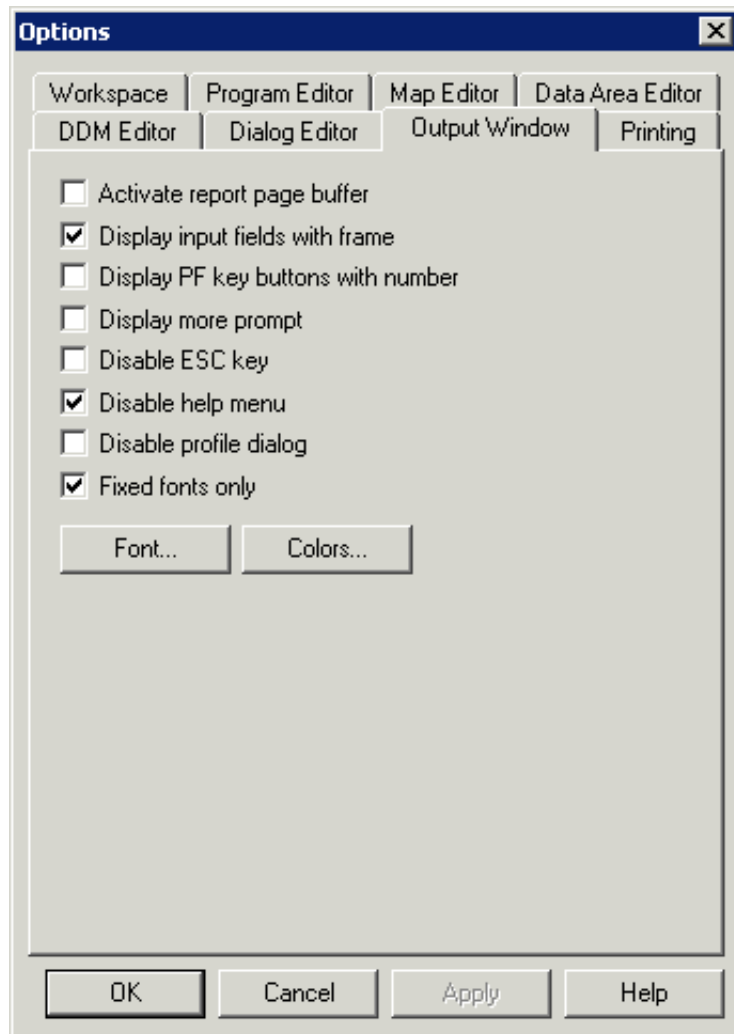 Options
Workspace Program Editor Map Editor Data Area Editor
DDM Editor Dialog Editor Output Window Printing
Activate report page buffer
Display input fields with frame
Display PF key buttons with number
Display more prompt
Disable ESC key
Disable help menu
Disable profile dialog
Fixed fonts only
Font... Colors...
OK Cancel Apply Help